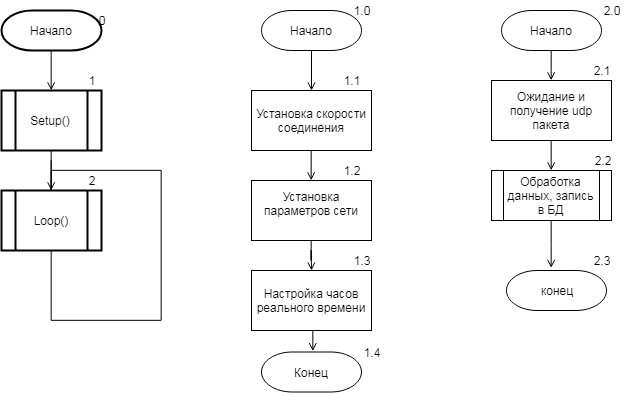 0
Начало
1
Setup()
2
Loop()
1.0
Начало
1.1
Установка скорости
соединения
1.2
Установка
параметров сети
1.3
Настройка часов
реального времени
1.4
Конец
2.0
Начало
2.1
Ожидание и
получение udp
пакета
2.2
Обработка
данных, запись
в БД
2.3
конец